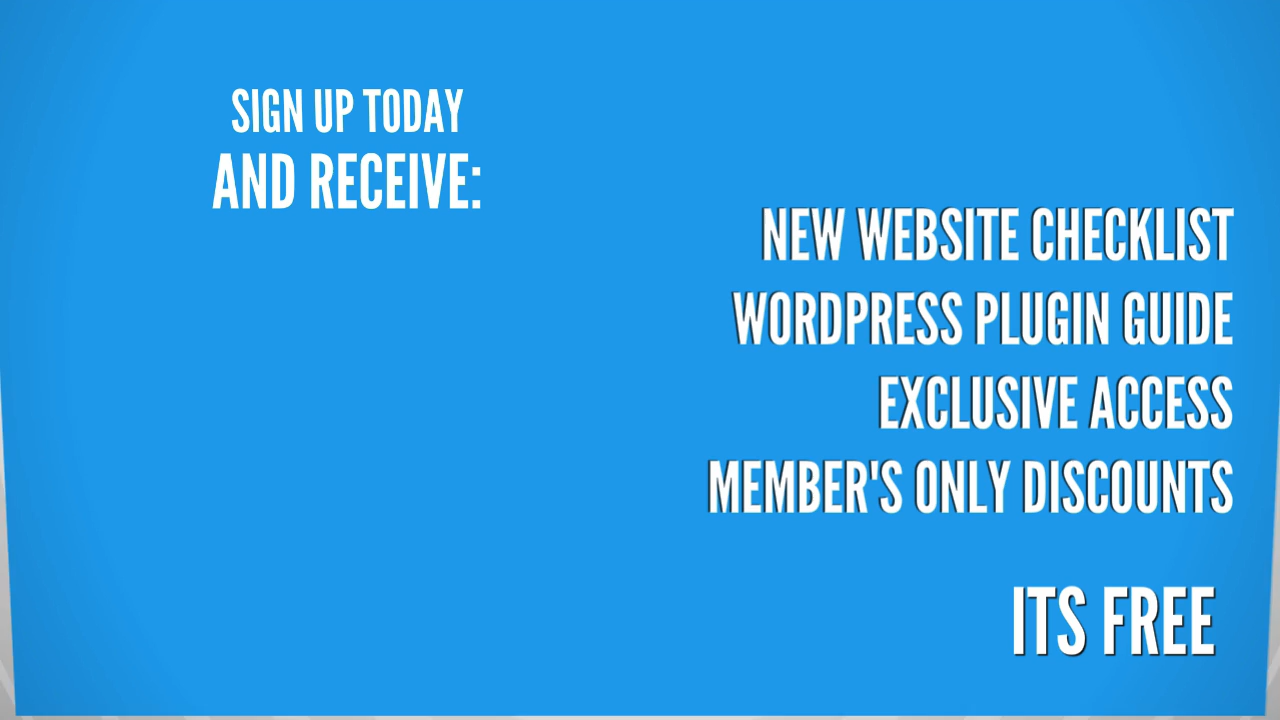 SIGN UP TODAY
AND RECEIVE:
NEW WEBSITE CHECKLIST
WORDPRESS PLUGIN GUIDE
EXCLUSIVE ACCESS
MEMBER'S ONLY DISCOUNTS
ITS FREE